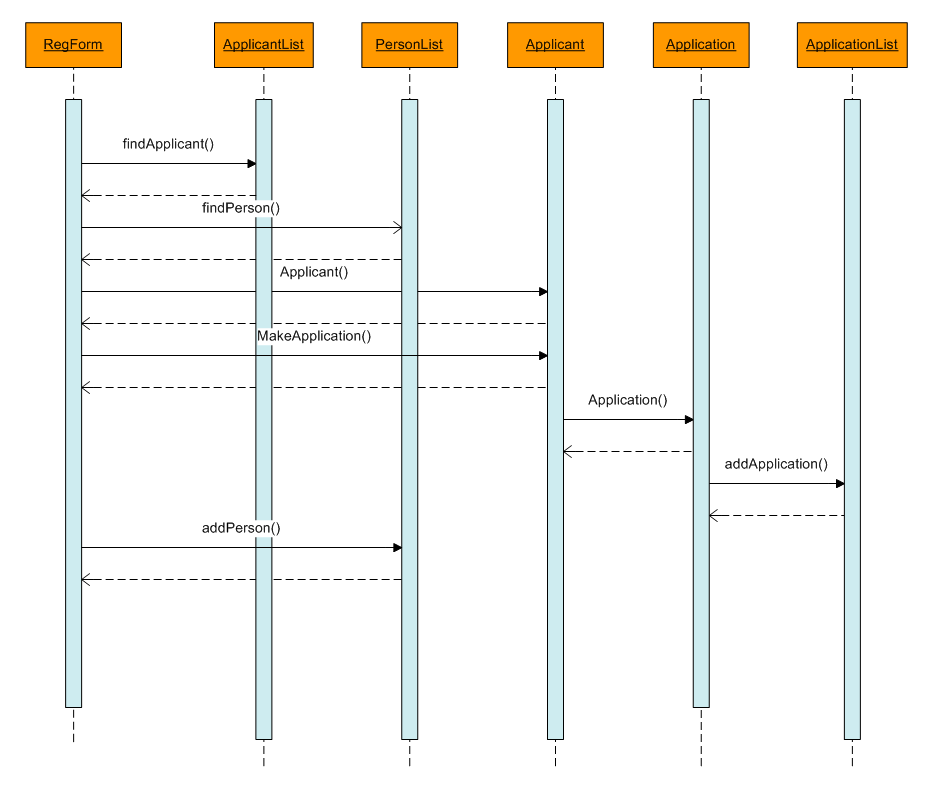 RegForm
ApplicantList
PersonList
Applicant
Application
ApplicationList
findApplicant()
findPerson()
Applicant()
MakeApplication()
Application()
addApplication()
addPerson()